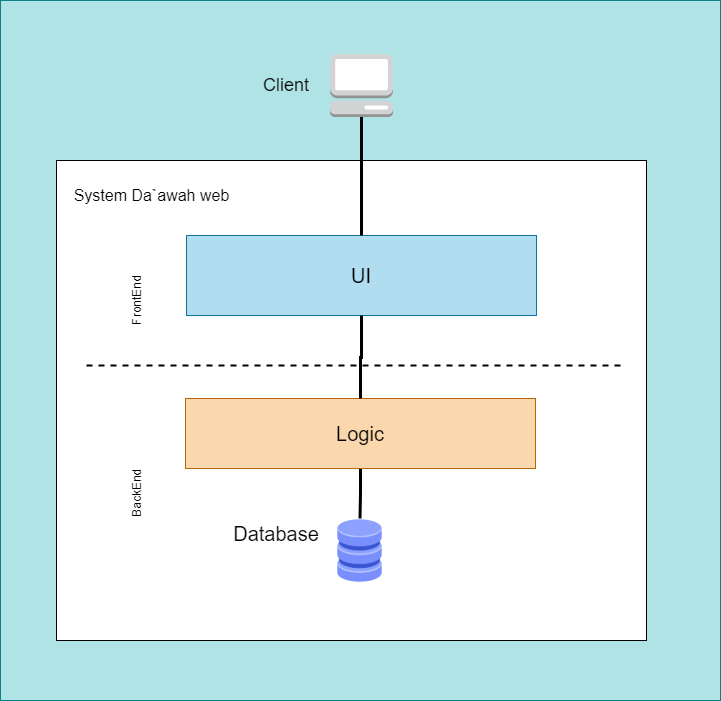 Client
System Da`awah web
UI
FrontEnd
Logic
BackEnd
Database